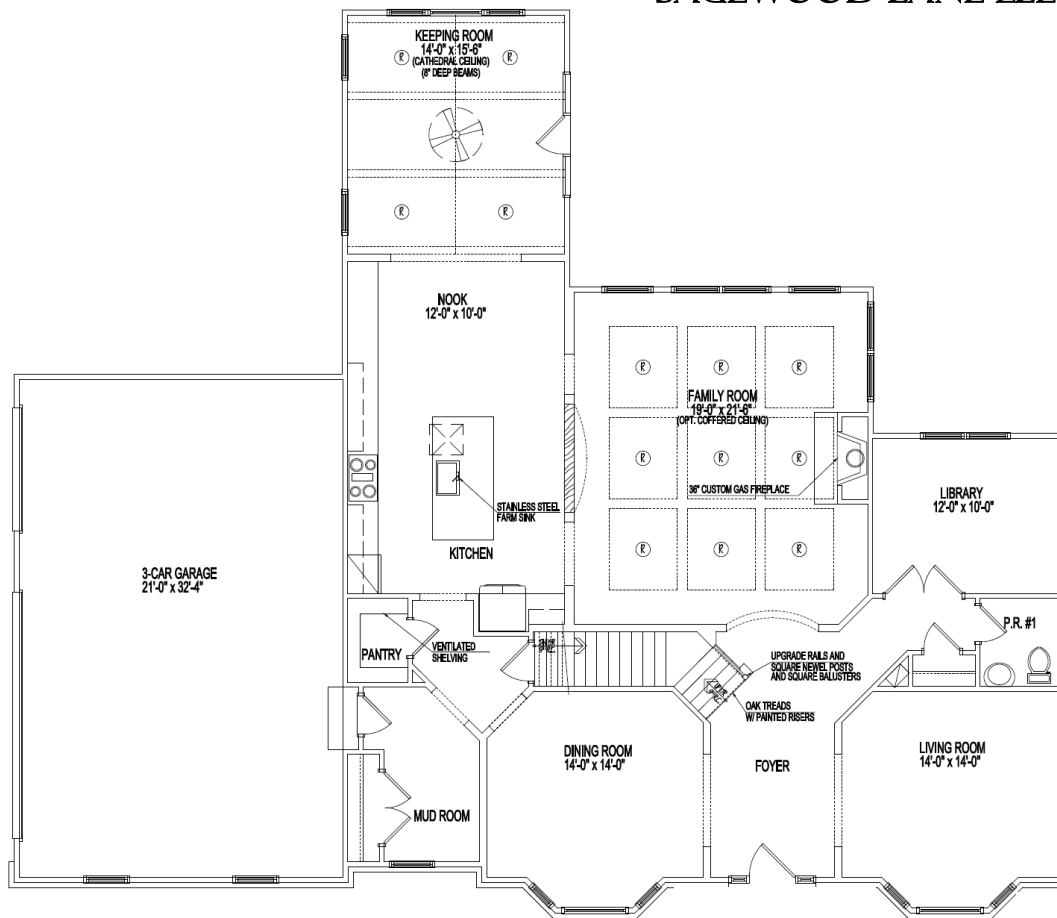 KEEPING ROOM
14'-0" x 15'-6"
(CATHEDRAL CEILING)
(8" DEEP BEAMS)
R
R
R
R
NOOK
12'-0" x 10'-0"
R
R
R
FAMILY ROOM
19'-0" x 21'-6"
(OPT. COFFERED CEILING)
R
R
R
36" CUSTOM GAS FIREPLACE
LIBRARY
12'-0" x 10'-0"
STAINLESS STEEL
FARM SINK
KITCHEN
R
R
R
3-CAR GARAGE
21'-0" x 32'-4"
PANTRY
VENTILATED
SHELVING
P.R. #1
UPGRADE RAILS AND
SQUARE NEWEL POSTS
AND SQUARE BALUSTERS
OAK TREADS
W/ PAINTED RISERS
DINING ROOM
14'-0" x 14'-0"
FOYER
LIVING ROOM
14'-0" x 14'-0"
MUD ROOM